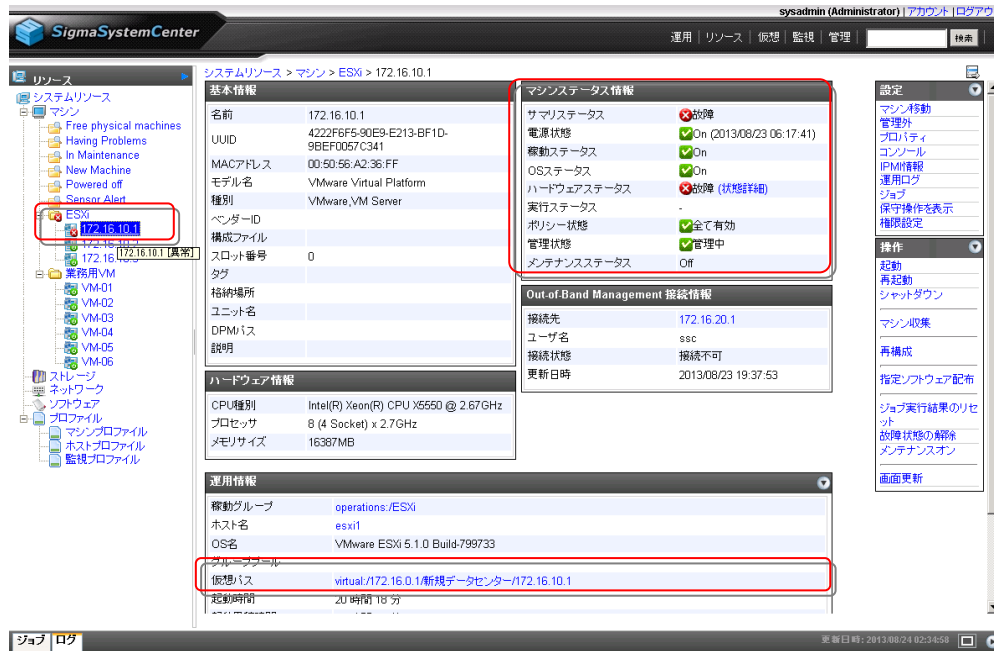 sysadmin (Administrator) | アカウント | ログアウ
SigmaSystemCenter
運用 | リソース | 仮想 | 監視 | 管理 |
検索
リソース
システムリソース
マシン
Free physical machines
Having Problems
In Maintenance
New Machine
Powered off
Sensor Alert
ESXi
172.16.10.1
172.16.10.1 [異常]
業務用VM
VM-01
VM-02
VM-03
VM-04
VM-05
VM-06
ストレージ
ネットワーク
ソフトウェア
プロファイル
マシンプロファイル
ホストプロファイル
監視プロファイル
システムリソース > マシン > ESXi > 172.16.10.1
基本情報
名前 172.16.10.1
UUID 4222F6F5-90E9-E213-BF1D-
9BEF0057C341
MACアドレス 00:50:56:A2:36:FF
モデル名 VMware Virtual Platform
種別 VMware,VM Server
ベンダーID
構成ファイル
スロット番号 0
タグ
格納場所
ユニット名
DPMパス
説明
ハードウェア情報
CPU種別 Intel(R) Xeon(R) CPU X5550 @ 2.67GHz
プロセッサ 8 (4 Socket) x 2.7GHz
メモリサイズ 16387MB
マシンステータス情報
サマリステータス 故障
電源状態 On (2013/08/23 06:17:41)
稼動ステータス On
OSステータス On
ハードウェアステータス 故障 (状態詳細)
実行ステータス -
ポリシー状態 全て有効
管理状態 管理中
メンテナンスステータス Off
Out-of-Band Management 接続情報
接続先 172.16.20.1
ユーザ名 ssc
接続状態 接続不可
更新日時 2013/08/23 19:37:53
運用情報
稼動グループ operations:/ESXi
ホスト名 esxi1
OS名 VMware ESXi 5.1.0 Build-799733
グループプール
仮想パス virtual:/172.16.0.1/新規データセンター/172.16.10.1
起動時間 20 時間 18 分
設定
マシン移動
管理外
プロパティ
コンソール
IPMI情報
運用ログ
ジョブ
保守操作を表示
権限設定
操作
起動
再起動
シャットダウン
マシン収集
再構成
指定ソフトウェア配布
ジョブ実行結果のリセ
ット
故障状態の解除
メンテナンスオン
画面更新
ジョブ ログ
更新日時: 2013/08/24 02:34:58